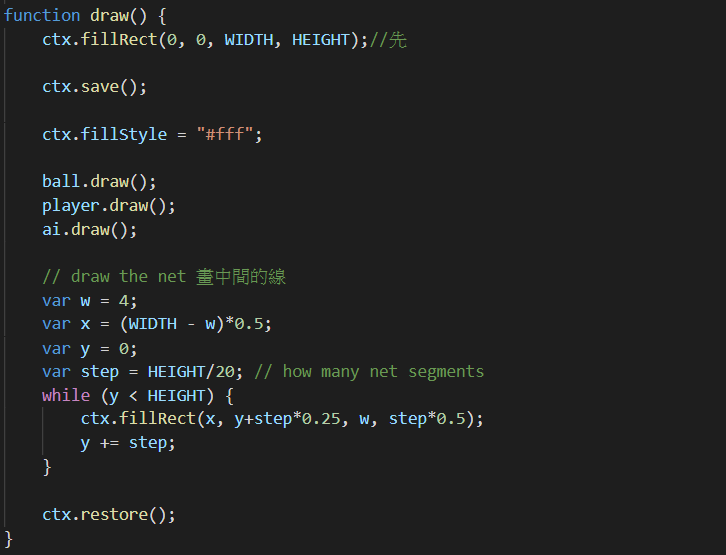 function draw() {
ctx.fillRect(0, 0, WIDTH, HEIGHT);//先
ctx.save();
ctx.fillStyle = "#fff";
ball.draw();
player.draw();
ai.draw();
// draw the net 畫中間的線
var w = 4;
var x = (WIDTH - w)*0.5;
var y = 0;
var step = HEIGHT/20; // how many net segments
while (y < HEIGHT) {
ctx.fillRect(x, y+step*0.25, w, step*0.5);
y += step;
}
ctx.restore();
}